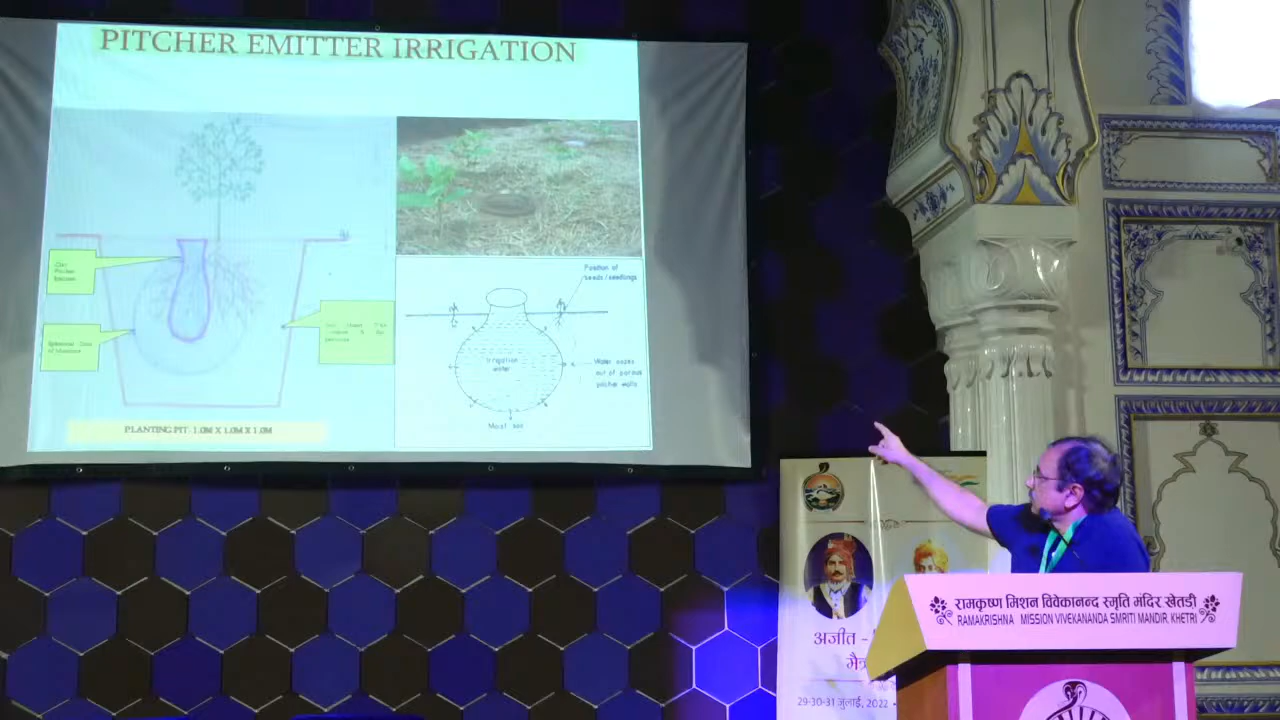 PITCHER EMITTER IRRIGATION
Clay
Pitcher
Position of
seeds/seedlings
Irrigation
water
Water oozes
out of porous
pitcher walls
Moist soil
PLANTING PIT- 1.0M X 1.0M X 1.0M
अजीत -
29-30-31 जुलाई, 2022
रामकृष्ण मिशन विवेकानन्द स्मृति मंदिर, खेतड़ी
RAMAKRISHNA MISSION VIVEKANANDA SMRITI MANDIR, KHETRI